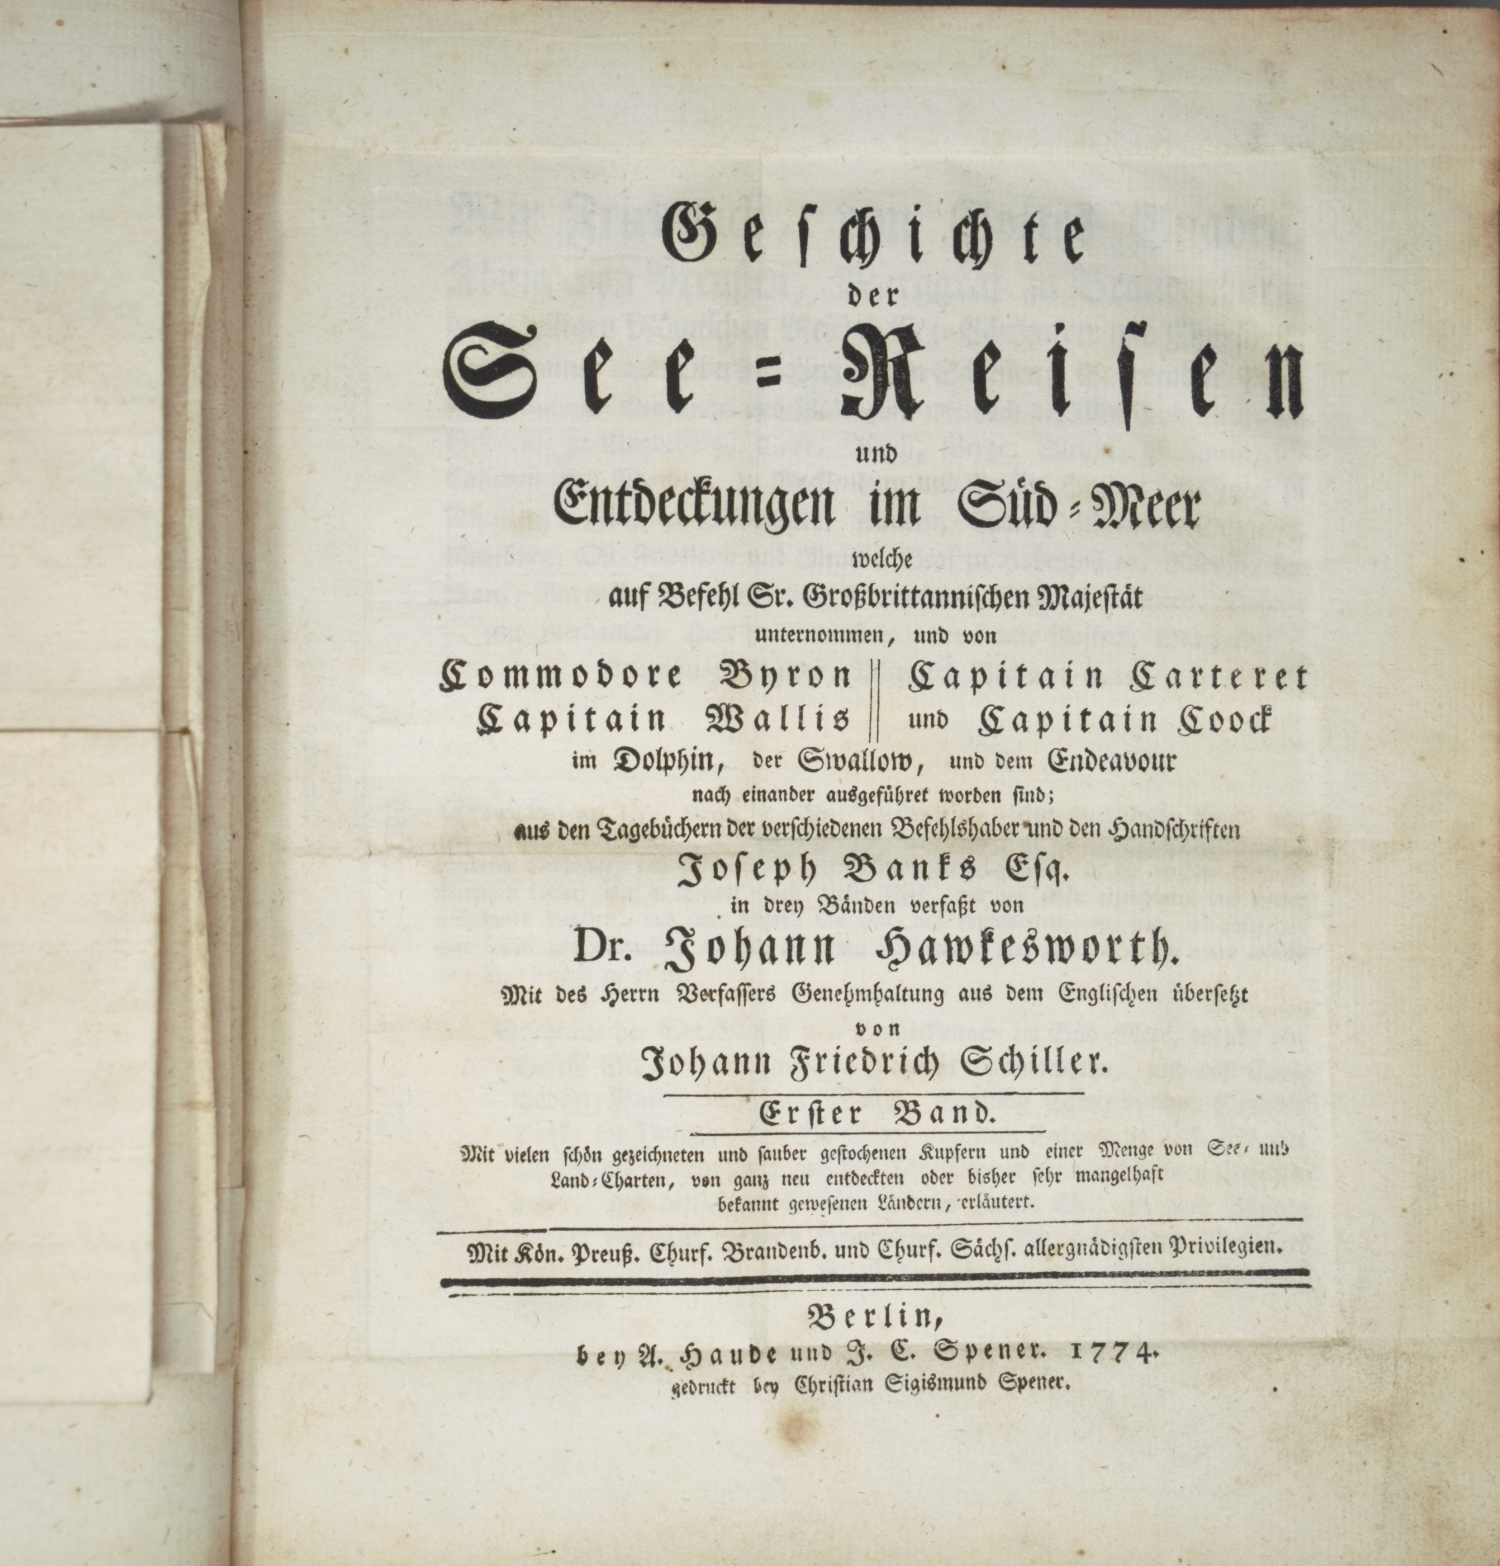 Geschichte
der
See-Reisen
und
Entdeckungen im Süd-Meer
welche
auf Befehl Sr. Großbrittannischen Majestät
unternommen, und von
Commodore Byron || Capitain Carteret
Capitain Wallis || und Capitain Coock
im Dolphin, der Swallow, und dem Endeavour
nach einander ausgeführet worden sind;
aus den Tagebüchern der verschiedenen Befehlshaber und den Handschriften
Joseph Banks Esq.
in drey Bänden verfaßt von
Dr. Johann Hawkesworth.
Mit des Herrn Verfassers Genehmhaltung aus dem Englischen übersetzt
von
Johann Friedrich Schiller.
Erster Band.
Mit vielen schön gezeichneten und sauber gestochenen Kupfern und einer Menge von See- und
Land-Charten, von ganz neu entdeckten oder bisher sehr mangelhaft
bekannt gewesenen Ländern, erläutert.
Mit Kön. Preuß. Churf. Brandenb. und Churf. Sächs. allergnädigsten Privilegien.
Berlin,
bey A. Haude und J. C. Spener. 1774.
gedruckt bey Christian Sigismund Spener.